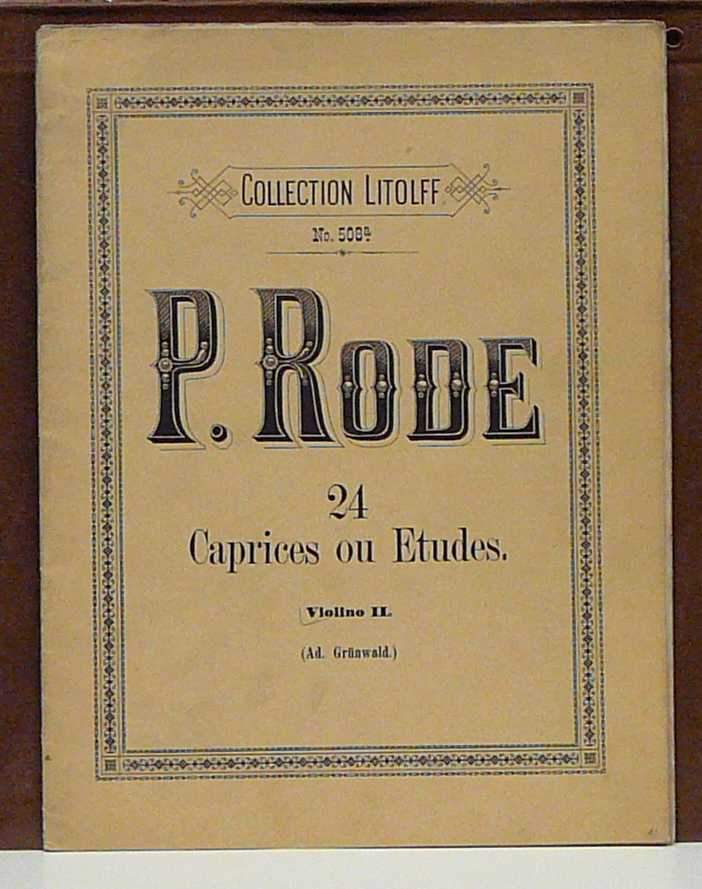 COLLECTION LITOLFF
No. 508a
P. RODE
24
Caprices ou Etudes.
Violino II.
(Ad. Grünwald.)